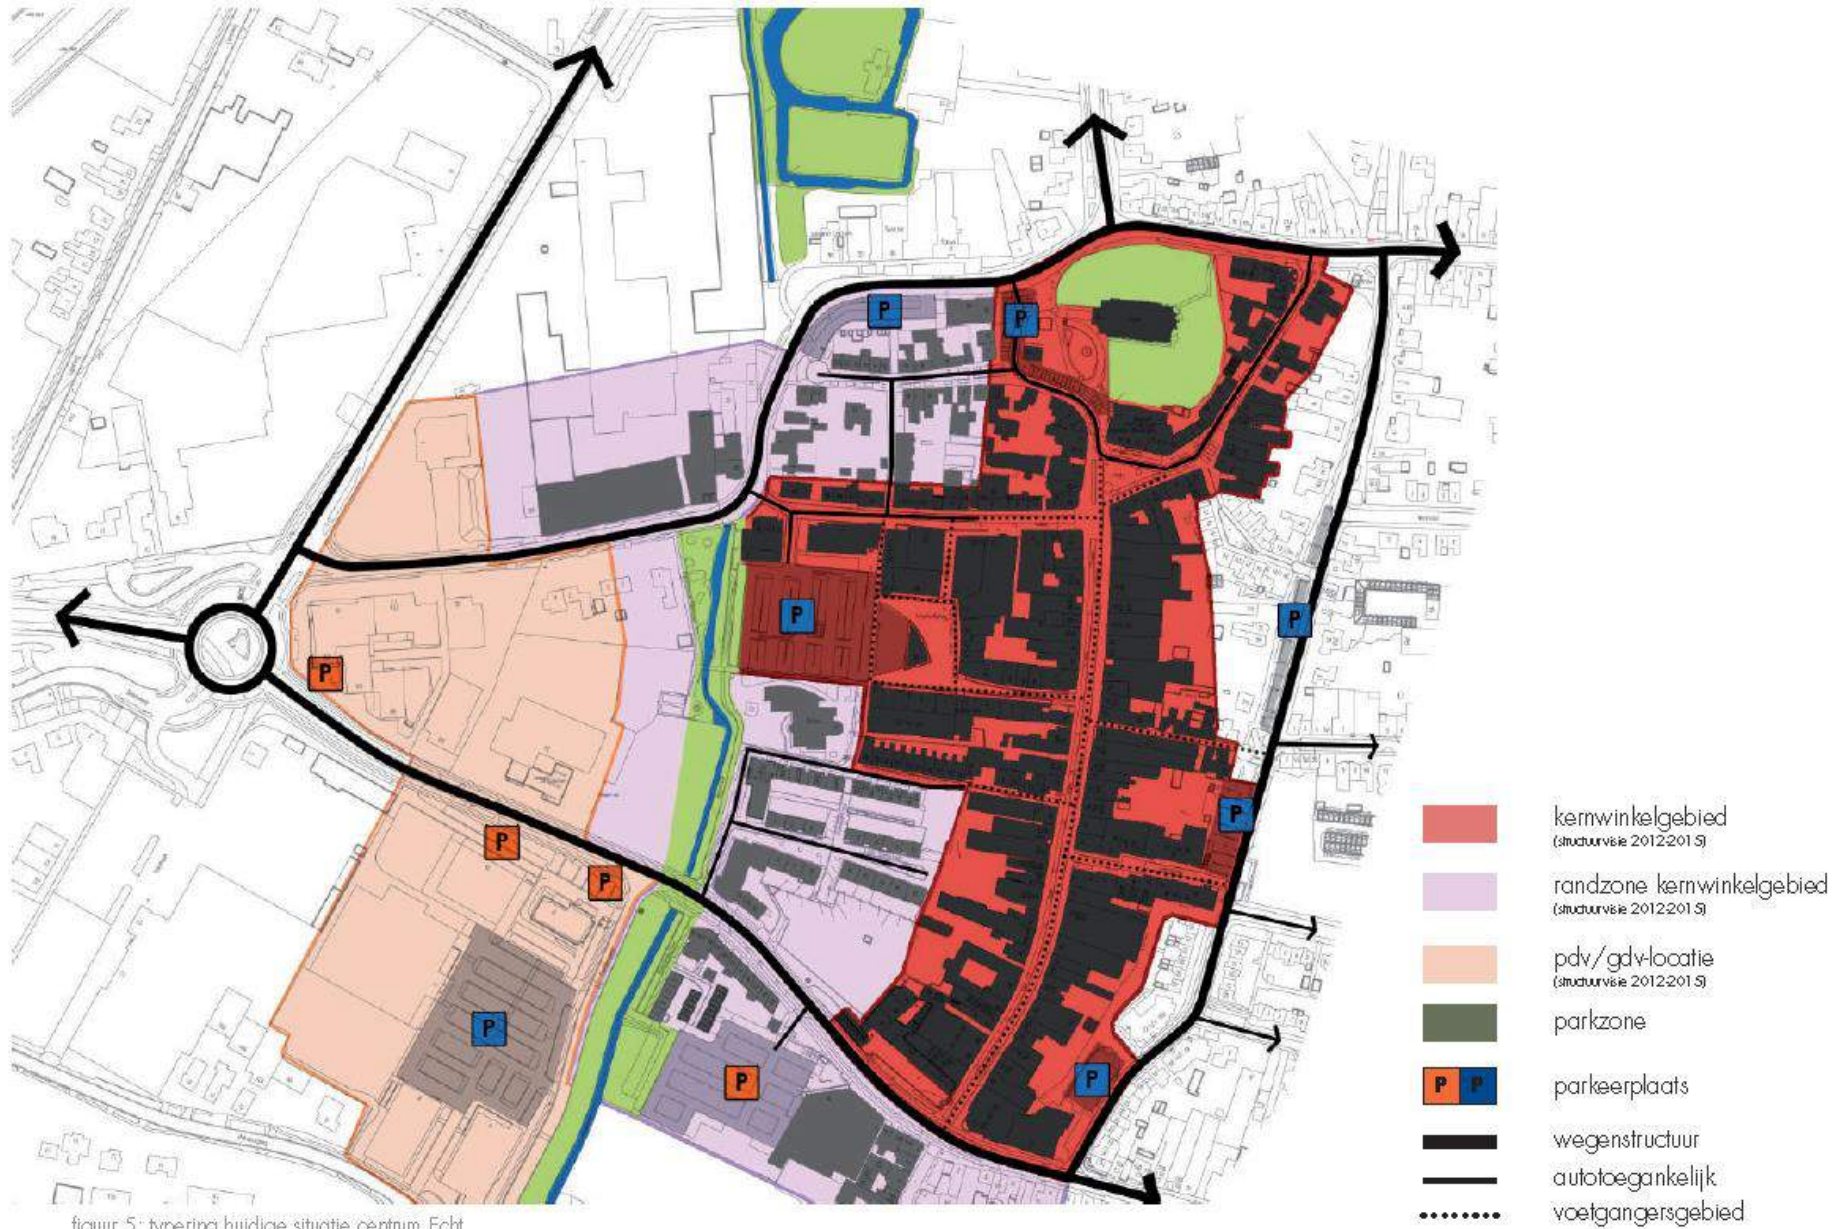 P
P
P
P
P
P
P
P
P
P
P
P
kernwinkelgebied
(structuurvisie 2012-2015)
randzone kernwinkelgebied
(structuurvisie 2012-2015)
pdv/gdv-locatie
(structuurvisie 2012-2015)
parkzone
P P
parkeerplaats
wegenstructuur
autotoegankelijk
voetgangersgebied
figuur 5: typering huidige situatie centrum Echt